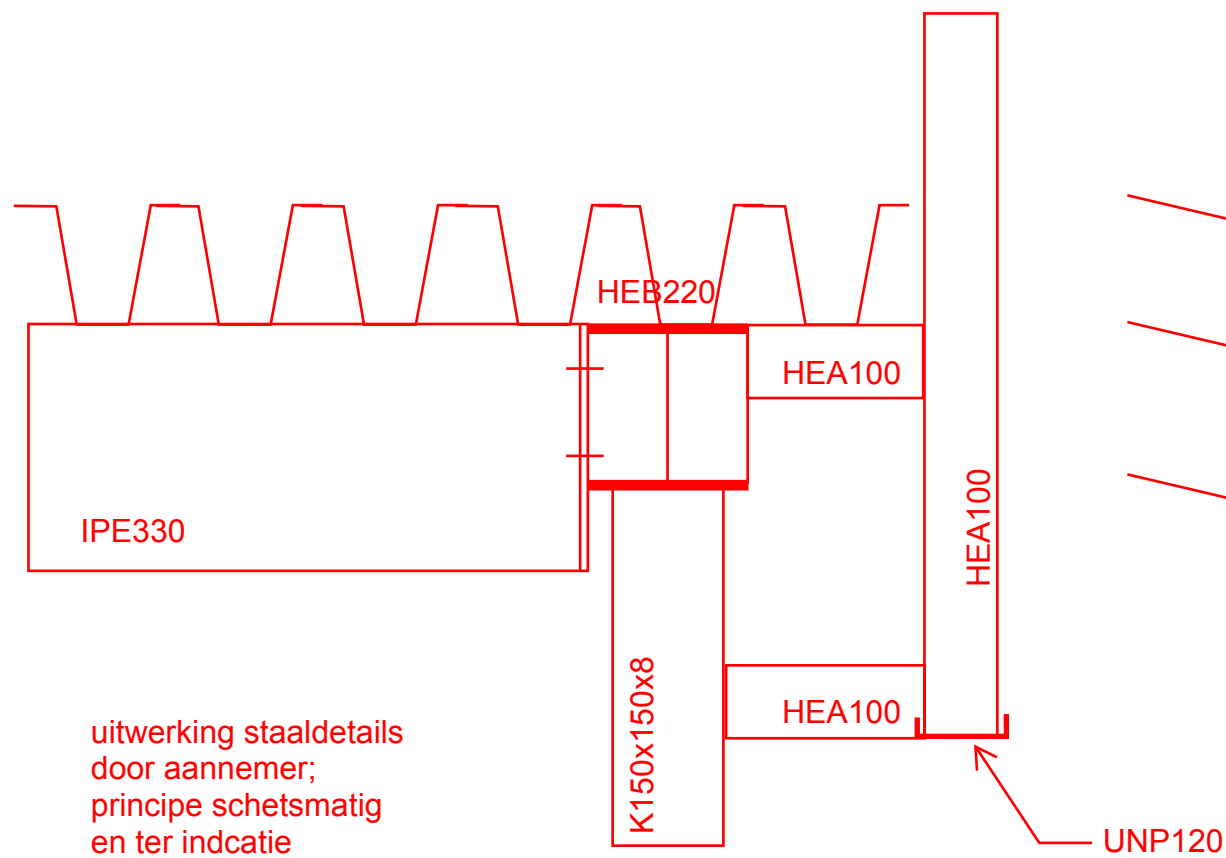 HEB220
HEA100
IPE330
HEA100
K150x150x8
HEA100
uitwerking staaldetails
door aannemer;
principe schetsmatig
en ter indcatie
UNP120